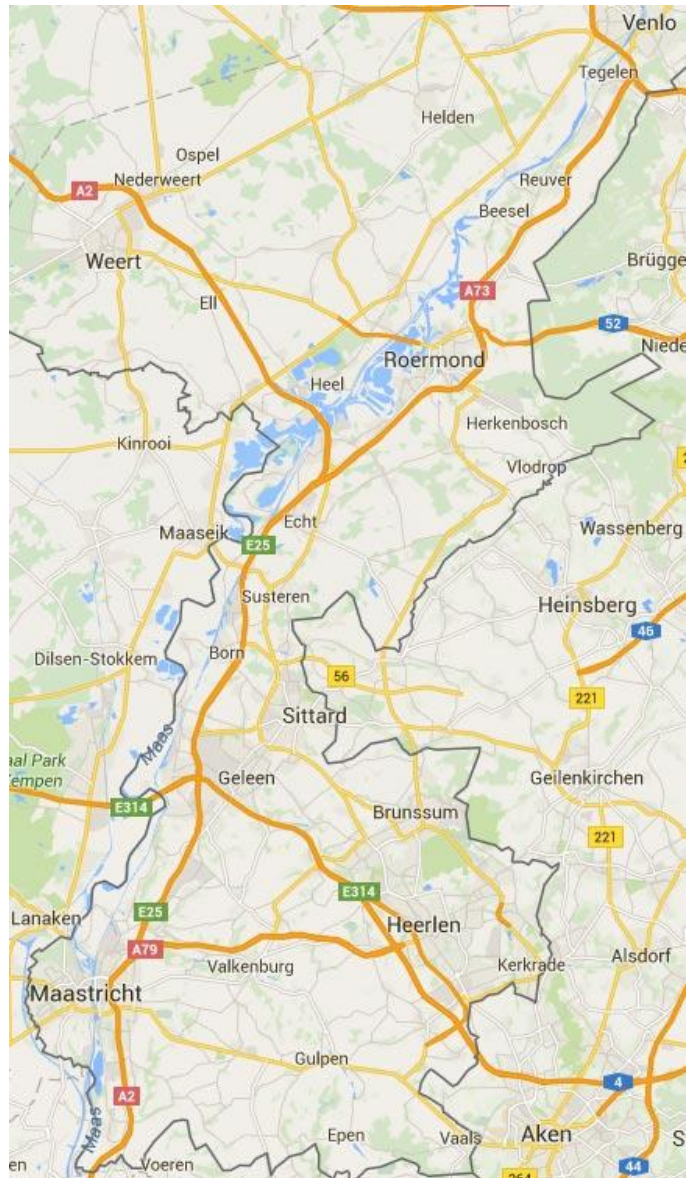 Venlo
Tegelen
Helden
Ospel
Nederweert
A2
Reuver
Beesel
Weert
Brügge
A73
Ell
52
Roermond
Niede
Heel
Herkenbosch
Kinrooi
Vlodrop
2
Echt
Maaseik
E25
Wassenberg
Susteren
Heinsberg
46
Born
Dilsen-Stokkem
56
221
Sittard
Maas
aal Park
Kempen
Geleen
Geilenkirchen
E314
Brunssum
221
E314
E25
Lanaken
Heerlen
A79
Alsdorf
Valkenburg
Kerkrade
Maastricht
Gulpen
4
A2
Maas
Epen
Vaals
Aken
S
en
Voeren
264
44